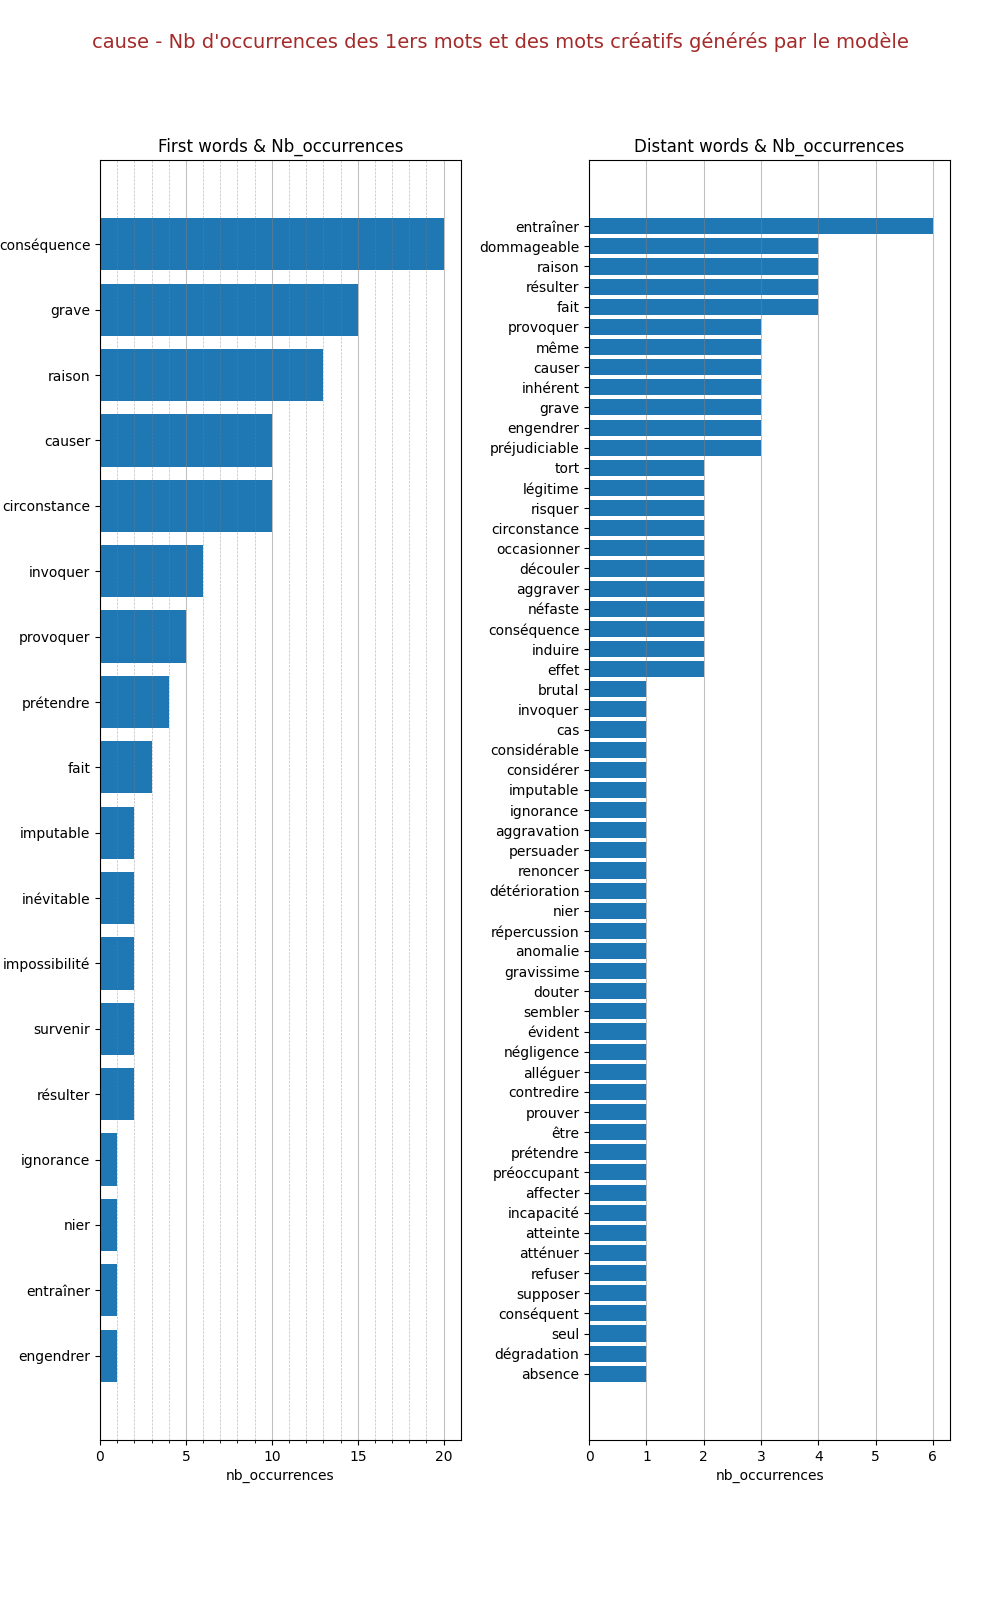 cause - Nb d'occurrences des 1ers mots et des mots créatifs générés par le modèle
First words & Nb_occurrences
conséquence
grave
raison
causer
circonstance
invoquer
provoquer
prétendre
fait
imputable
inévitable
impossibilité
survenir
résulter
ignorance
nier
entraîner
engendrer
0 5 10 15 20
nb_occurrences
Distant words & Nb_occurrences
entraîner
dommageable
raison
résulter
fait
provoquer
même
causer
inhérent
grave
engendrer
préjudiciable
tort
légitime
risquer
circonstance
occasionner
découler
aggraver
néfaste
conséquence
induire
effet
brutal
invoquer
cas
considérable
considérer
imputable
ignorance
aggravation
persuader
renoncer
détérioration
nier
répercussion
anomalie
gravissime
douter
sembler
évident
négligence
alléguer
contredire
prouver
être
prétendre
préoccupant
affecter
incapacité
atteinte
atténuer
refuser
supposer
conséquent
seul
dégradation
absence
0 1 2 3 4 5 6
nb_occurrences